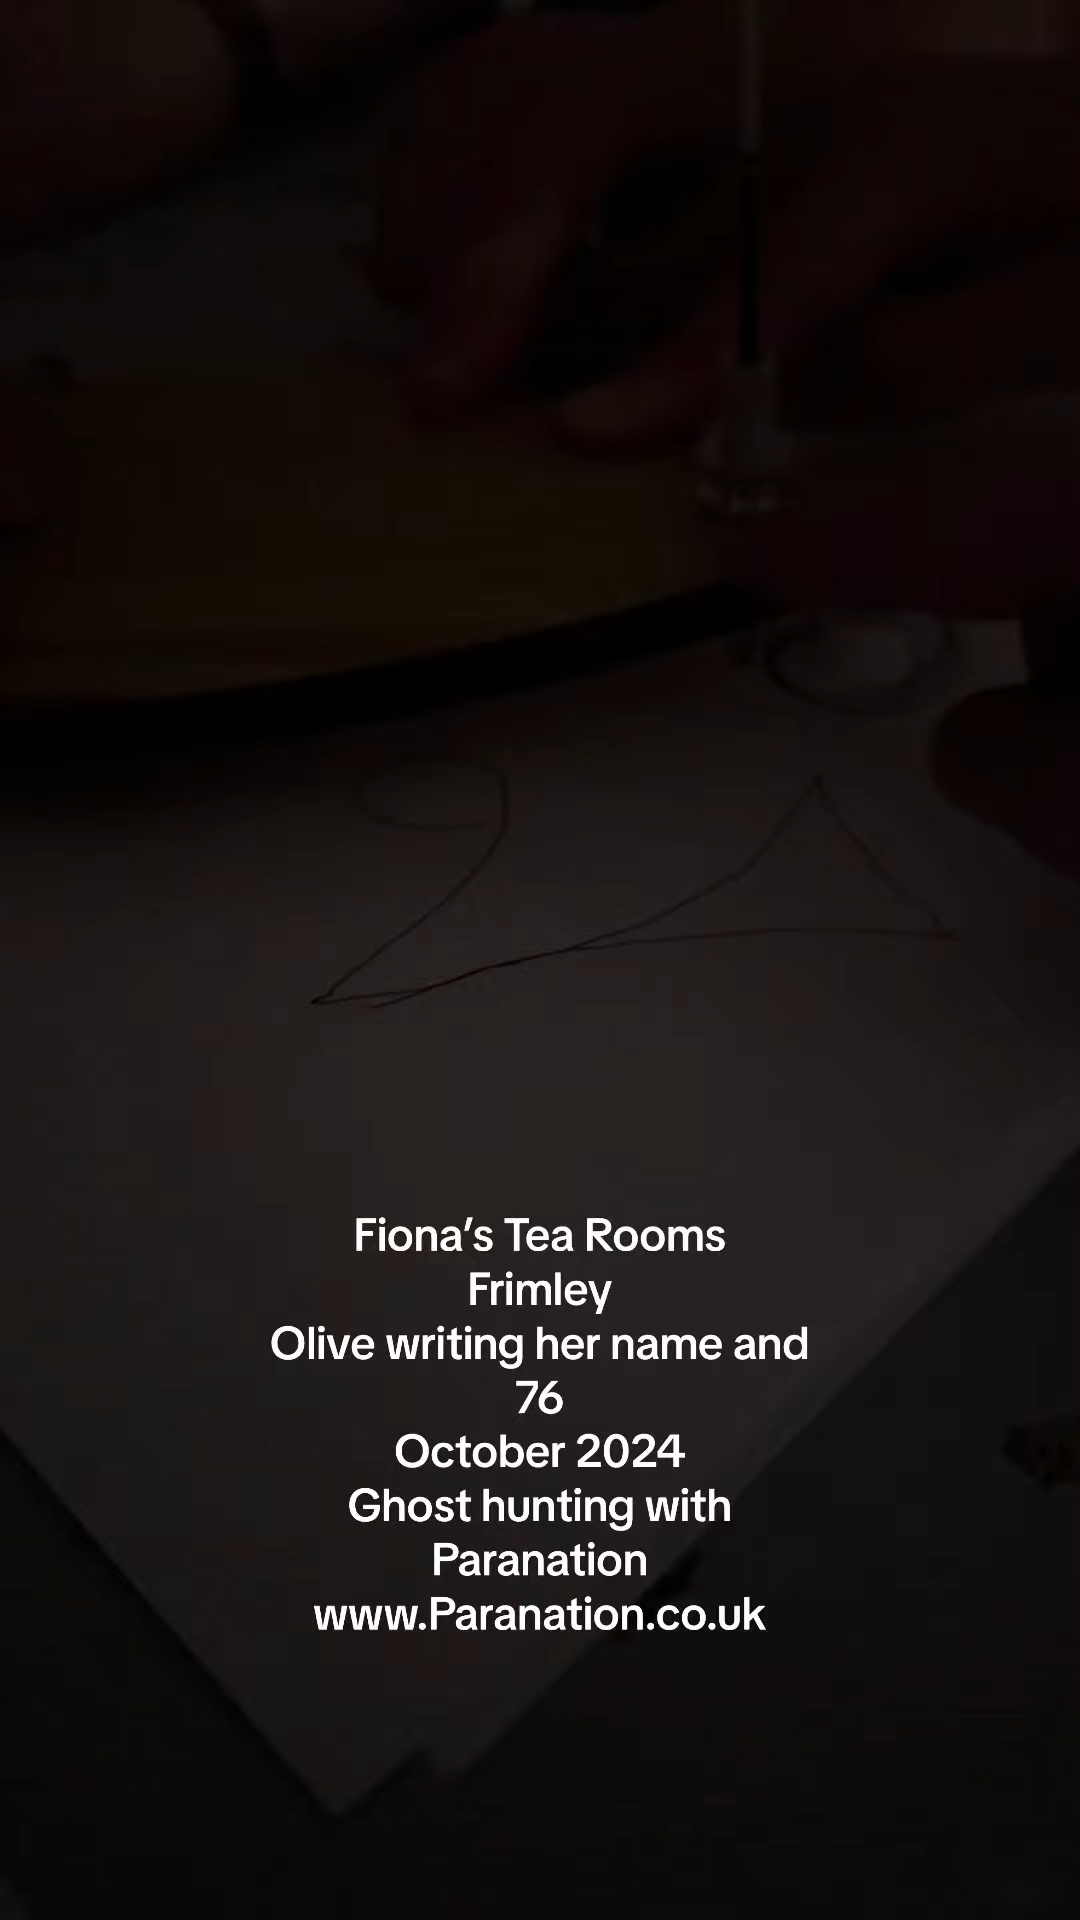 Fiona’s Tea Rooms
Frimley
Olive writing her name and
76
October 2024
Ghost hunting with
Paranation
www.Paranation.co.uk